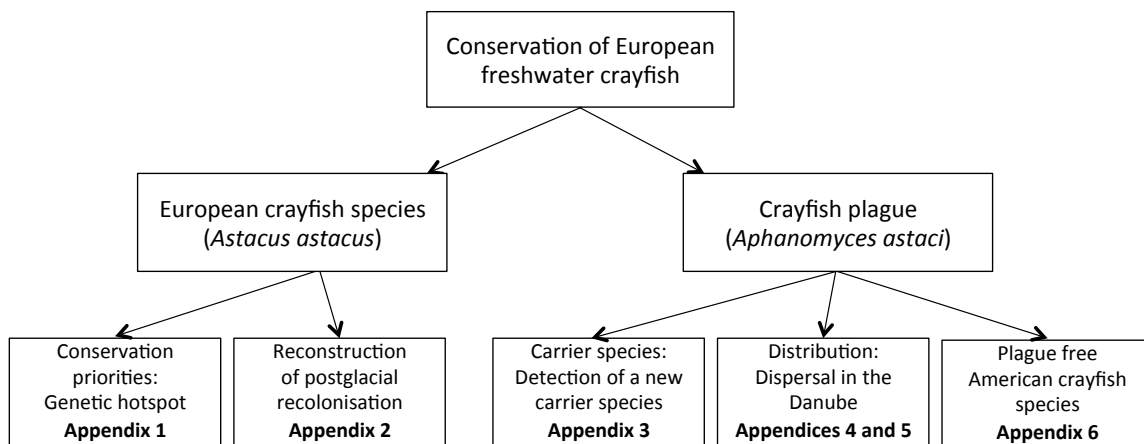 Conservation of European
freshwater crayfish
European crayfish species
(Astacus astacus)
Crayfish plague
(Aphanomyces astaci)
Conservation
priorities:
Genetic hotspot
Appendix 1
Reconstruction
of postglacial
recolonisation
Appendix 2
Carrier species:
Detection of a new
carrier species
Appendix 3
Distribution:
Dispersal in the
Danube
Appendices 4 and 5
Plague free
American crayfish
species
Appendix 6